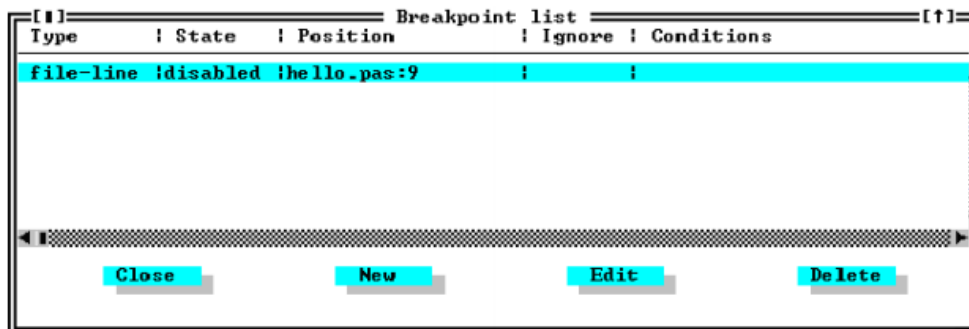 [▮] Breakpoint list [↑]
Type ¦ State ¦ Position ¦ Ignore ¦ Conditions
file-line ¦disabled ¦hello.pas:9 ¦ ¦
Close New Edit Delete